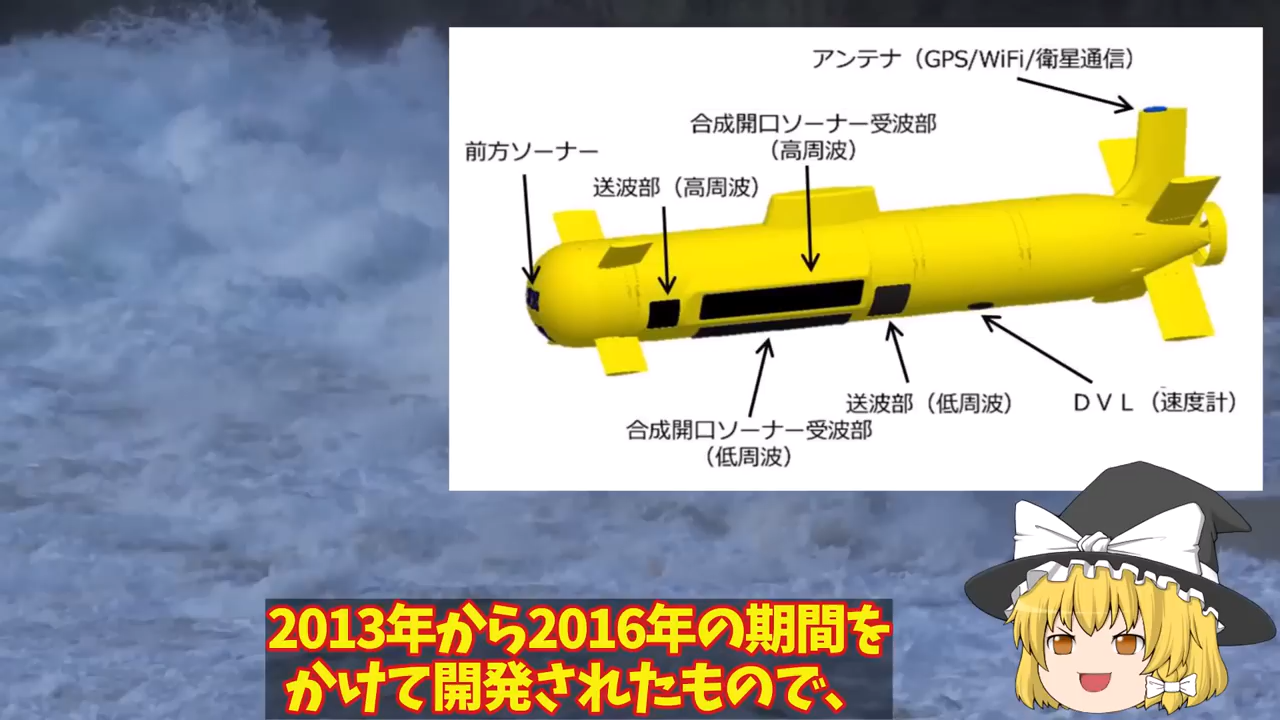 アンテナ（GPS/WiFi/衛星通信）
合成開口ソーナー受波部
（高周波）
前方ソーナー
送波部（高周波）
送波部（低周波）
DVL（速度計）
合成開口ソーナー受波部
（低周波）
2013年から2016年の期間を
かけて開発されたもので、